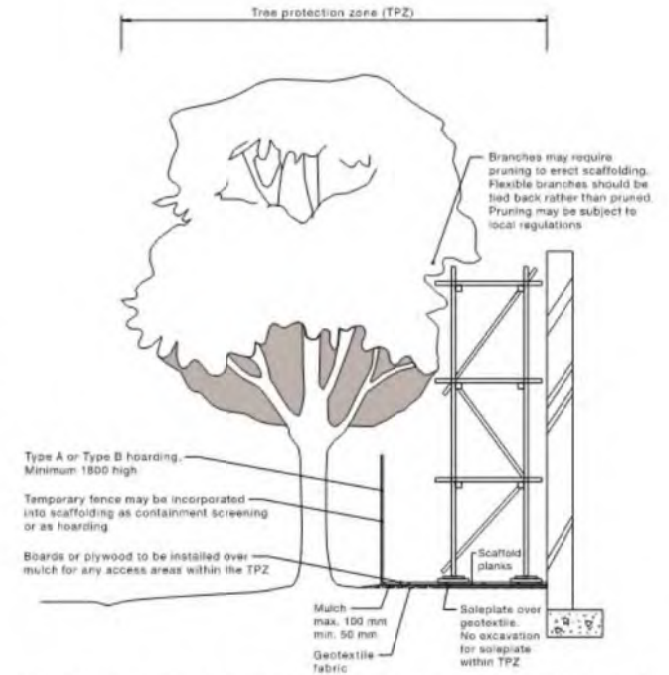 Tree protection zone (TPZ)
Branches may require
pruning to erect scaffolding.
Flexible branches should be
tied back rather than pruned.
Pruning may be subject to
local regulations
Type A or Type B hoarding.
Minimum 1800 high
Temporary fence may be incorporated
into scaffolding as containment screening
or as hoarding
Boards or plywood to be installed over
mulch for any access areas within the TPZ
Scaffold
planks
Mulch
max. 100 mm
min. 50 mm
Geotextile
fabric
Soleplate over
geotextile.
No excavation
for soleplate
within TPZ